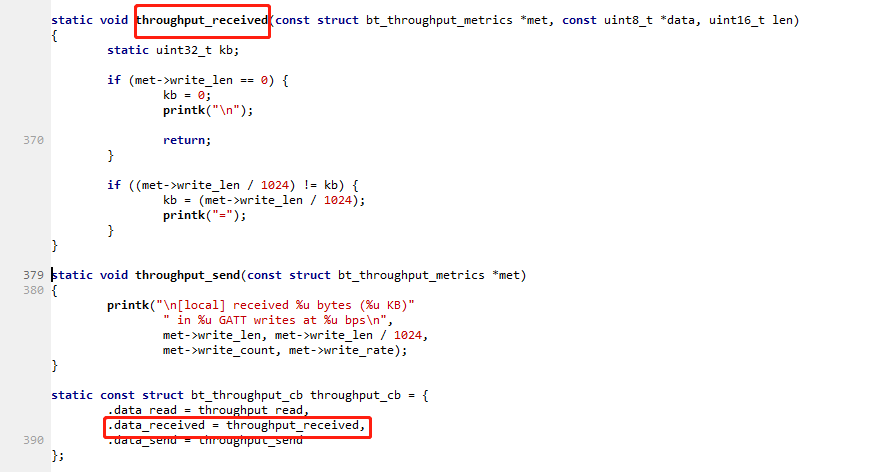 static void throughput_received(const struct bt_throughput_metrics *met, const uint8_t *data, uint16_t len)
{
static uint32_t kb;
if (met->write_len == 0) {
kb = 0;
printk("\n");
370 return;
}
if ((met->write_len / 1024) != kb) {
kb = (met->write_len / 1024);
printk("=");
}
}
379 static void throughput_send(const struct bt_throughput_metrics *met)
380 {
printk("\n[local] received %u bytes (%u KB)"
" in %u GATT writes at %u bps\n",
met->write_len, met->write_len / 1024,
met->write_count, met->write_rate);
}
static const struct bt_throughput_cb throughput_cb = {
.data_read = throughput_read,
.data_received = throughput_received,
390 .data_send = throughput_send
};